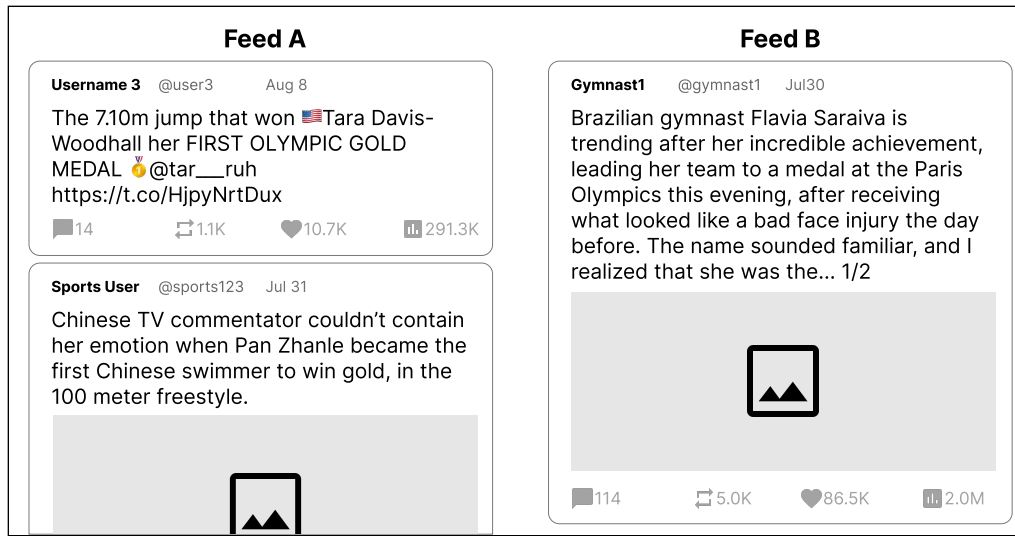 Feed A
Username 3 @user3 Aug 8
The 7.10m jump that won 🇺🇸Tara Davis-
Woodhall her FIRST OLYMPIC GOLD
MEDAL 🏅@tar___ruh
https://t.co/HjpyNrtDux
14 1.1K 10.7K 291.3K
Sports User @sports123 Jul 31
Chinese TV commentator couldn’t contain
her emotion when Pan Zhanle became the
first Chinese swimmer to win gold, in the
100 meter freestyle.
Feed B
Gymnast1 @gymnast1 Jul30
Brazilian gymnast Flavia Saraiva is
trending after her incredible achievement,
leading her team to a medal at the Paris
Olympics this evening, after receiving
what looked like a bad face injury the day
before. The name sounded familiar, and I
realized that she was the... 1/2
114 5.0K 86.5K 2.0M